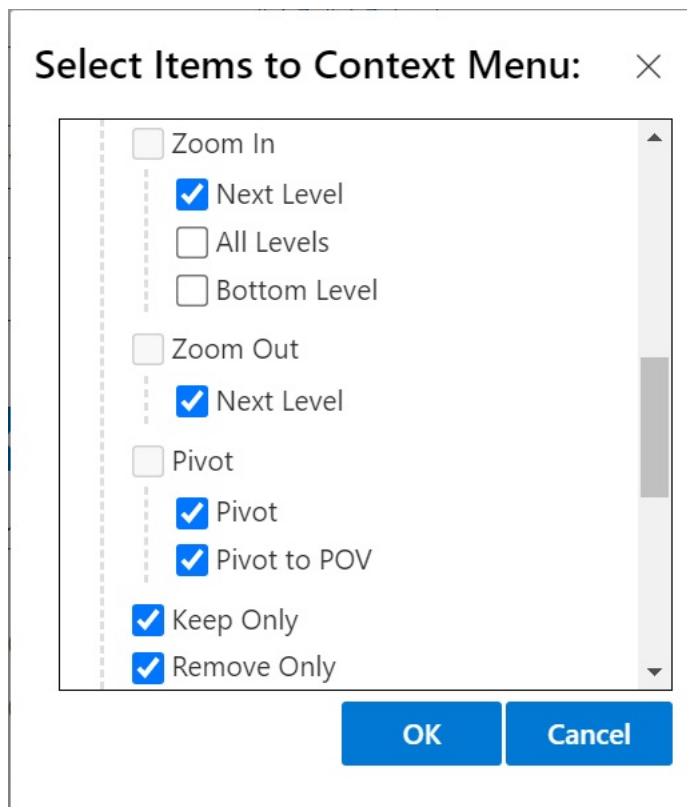 Select Items to Context Menu:
Zoom In
Next Level
All Levels
Bottom Level
Zoom Out
Next Level
Pivot
Pivot
Pivot to POV
Keep Only
Remove Only
OK Cancel